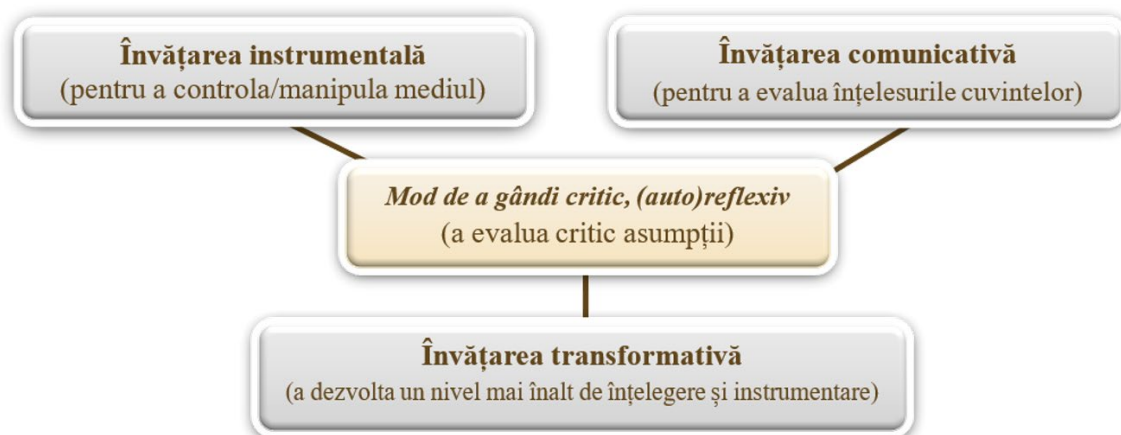 Învățarea instrumentală
(pentru a controla/manipula mediul)
Învățarea comunicativă
(pentru a evalua înțelesurile cuvintelor)
Mod de a gândi critic, (auto)reflexiv
(a evalua critic asumpții)
Învățarea transformativă
(a dezvolta un nivel mai înalt de înțelegere și instrumentare)